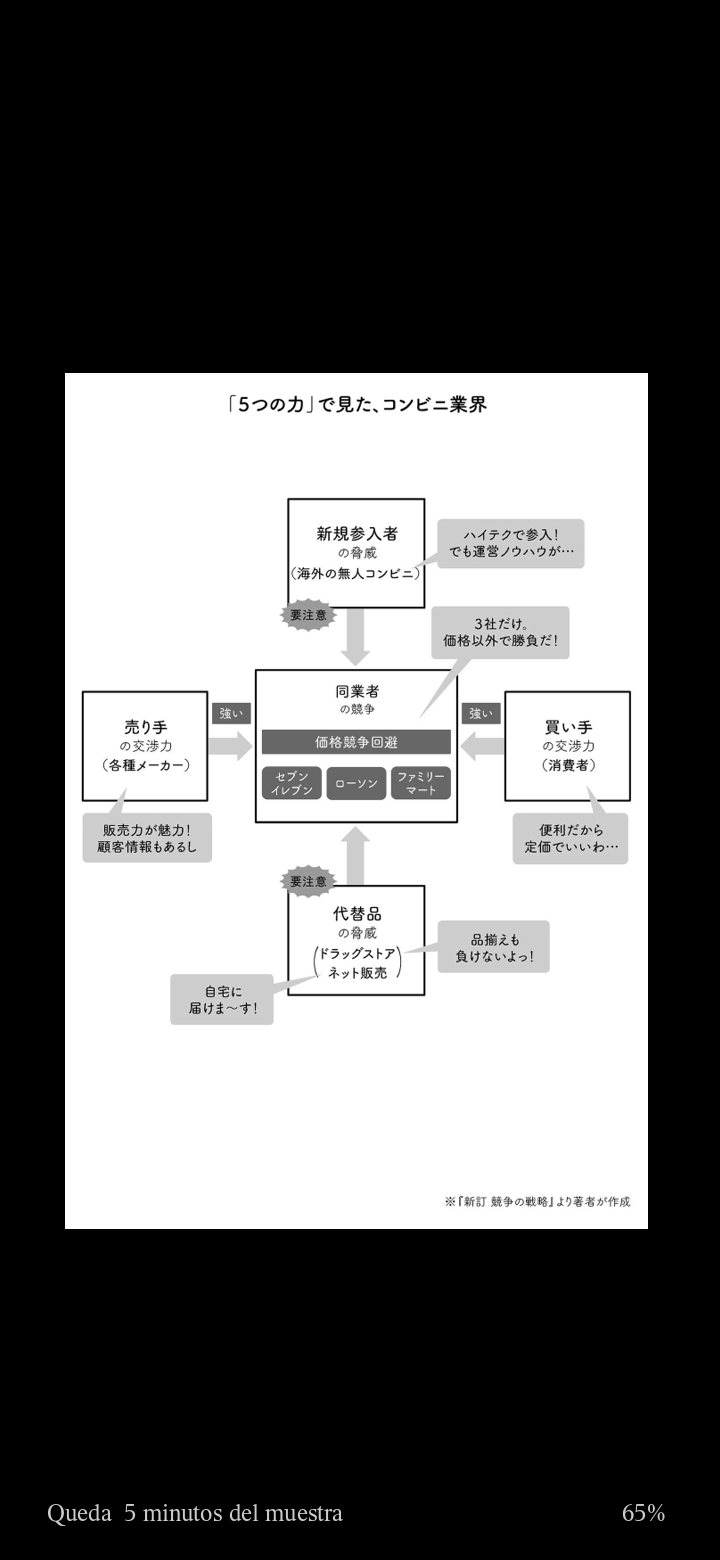 「5つの力」で見た、コンビニ業界
新規参入者
の脅威
（海外の無人コンビニ）
ハイテクで参入！
でも運営ノウハウが…
要注意
3社だけ。
価格以外で勝負だ！
売り手
の交渉力
（各種メーカー）
強い
同業者
の競争
価格競争回避
セブン
イレブン
ローソン
ファミリー
マート
強い
買い手
の交渉力
（消費者）
販売力が魅力！
顧客情報もあるし
便利だから
定価でいいわ…
要注意
代替品
の脅威
（ドラッグストア
ネット販売）
品揃えも
負けないよっ！
自宅に
届けま〜す！
※『新訂 競争の戦略』より著者が作成
Queda 5 minutos del muestra
65%